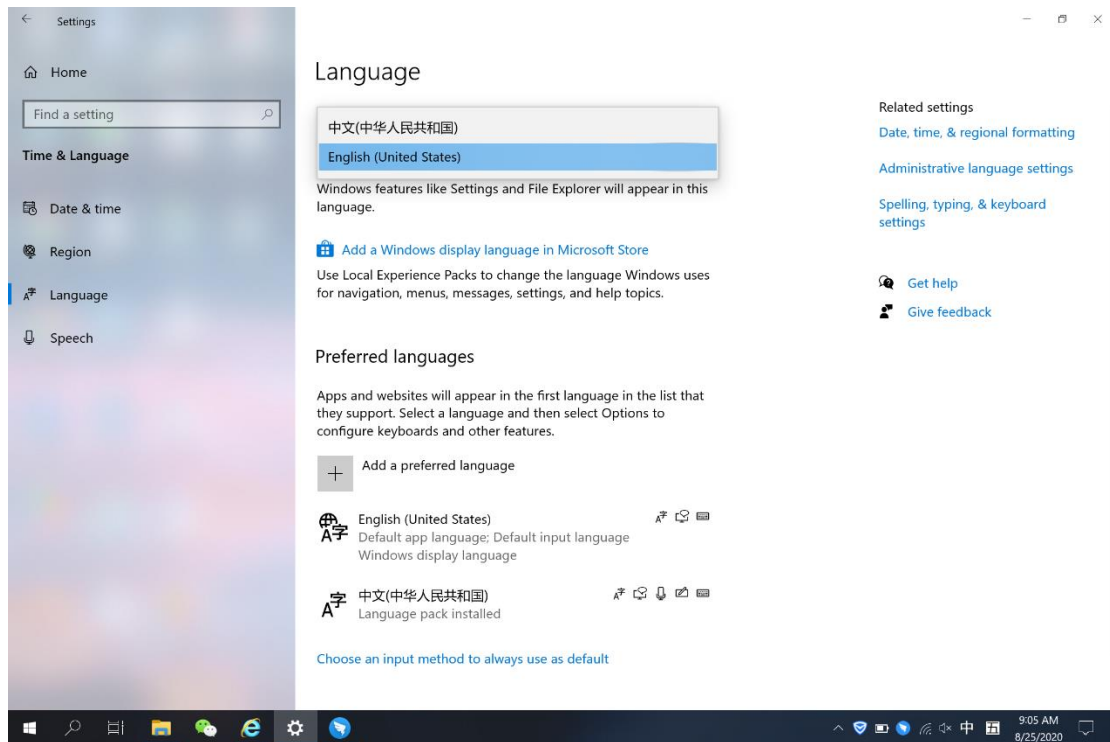 Settings
Home
Find a setting
Time & Language
Date & time
Region
Language
Speech
Language
中文(中华人民共和国)
English (United States)
Windows features like Settings and File Explorer will appear in this
language.
Add a Windows display language in Microsoft Store
Use Local Experience Packs to change the language Windows uses
for navigation, menus, messages, settings, and help topics.
Preferred languages
Apps and websites will appear in the first language in the list that
they support. Select a language and then select Options to
configure keyboards and other features.
Add a preferred language
English (United States)
Default app language; Default input language
Windows display language
中文(中华人民共和国)
Language pack installed
Choose an input method to always use as default
Related settings
Date, time, & regional formatting
Administrative language settings
Spelling, typing, & keyboard
settings
Get help
Give feedback
中
五
9:05 AM
8/25/2020